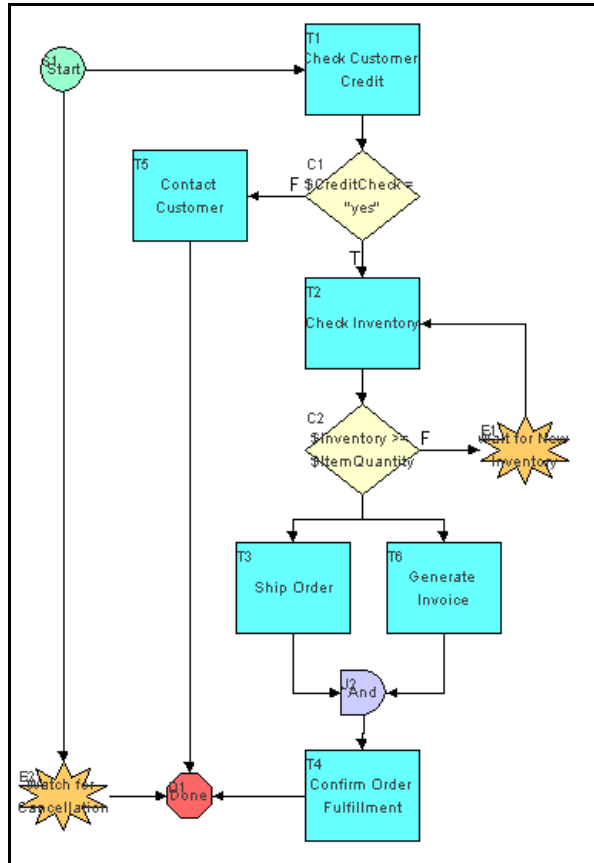 T1
Check Customer
Credit
S1
Start
T5
Contact
Customer
C1
F
$CreditCheck =
"yes"
T
T2
Check Inventory
C2
$Inventory >=
$ItemQuantity
F
E1
Wait for New
Inventory
T3
Ship Order
T6
Generate
Invoice
J2
And
E2
Watch for
Cancellation
Done
T4
Confirm Order
Fulfillment